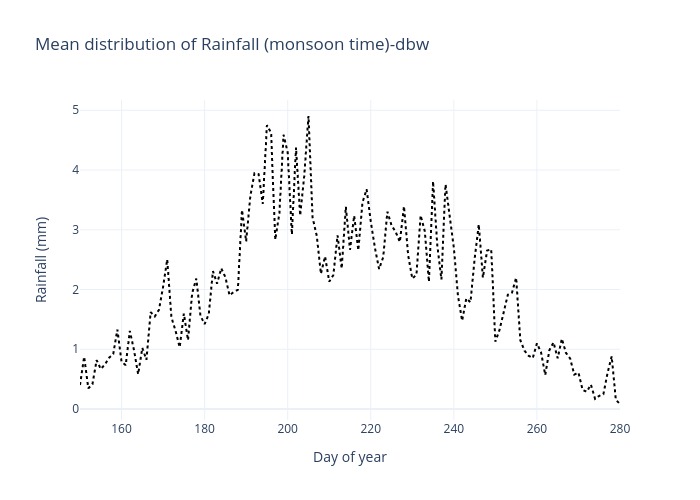 Mean distribution of Rainfall (monsoon time)-dbw
5
4
3
2
1
0
Rainfall (mm)
160 180 200 220 240 260 280
Day of year